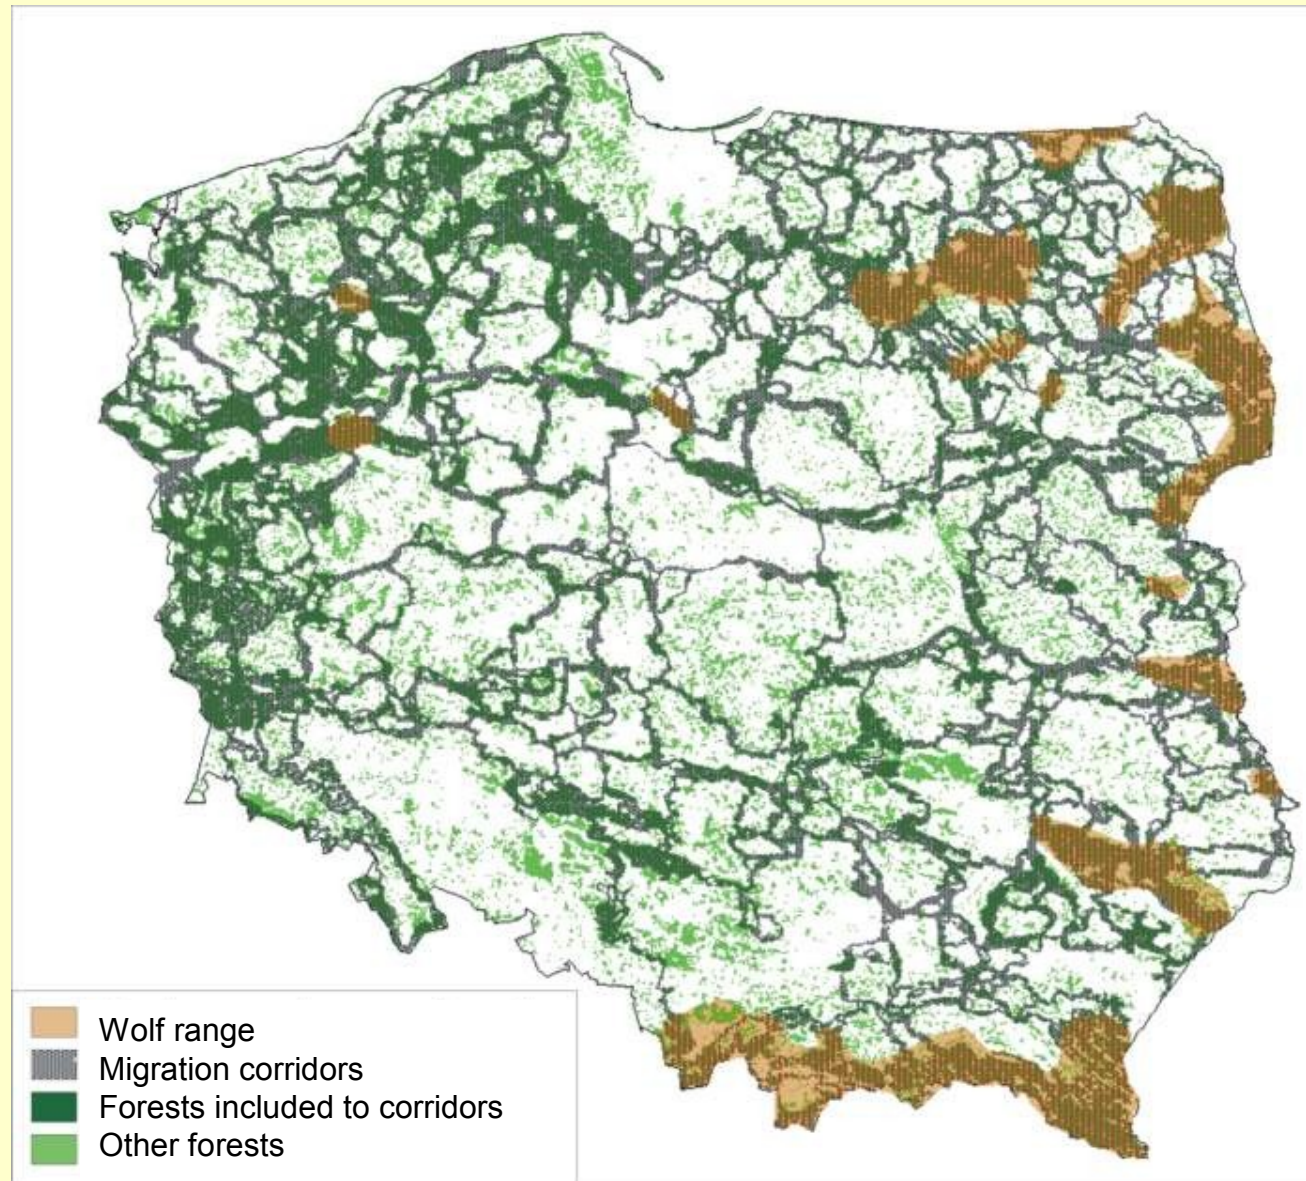 Wolf range
Migration corridors
Forests included to corridors
Other forests